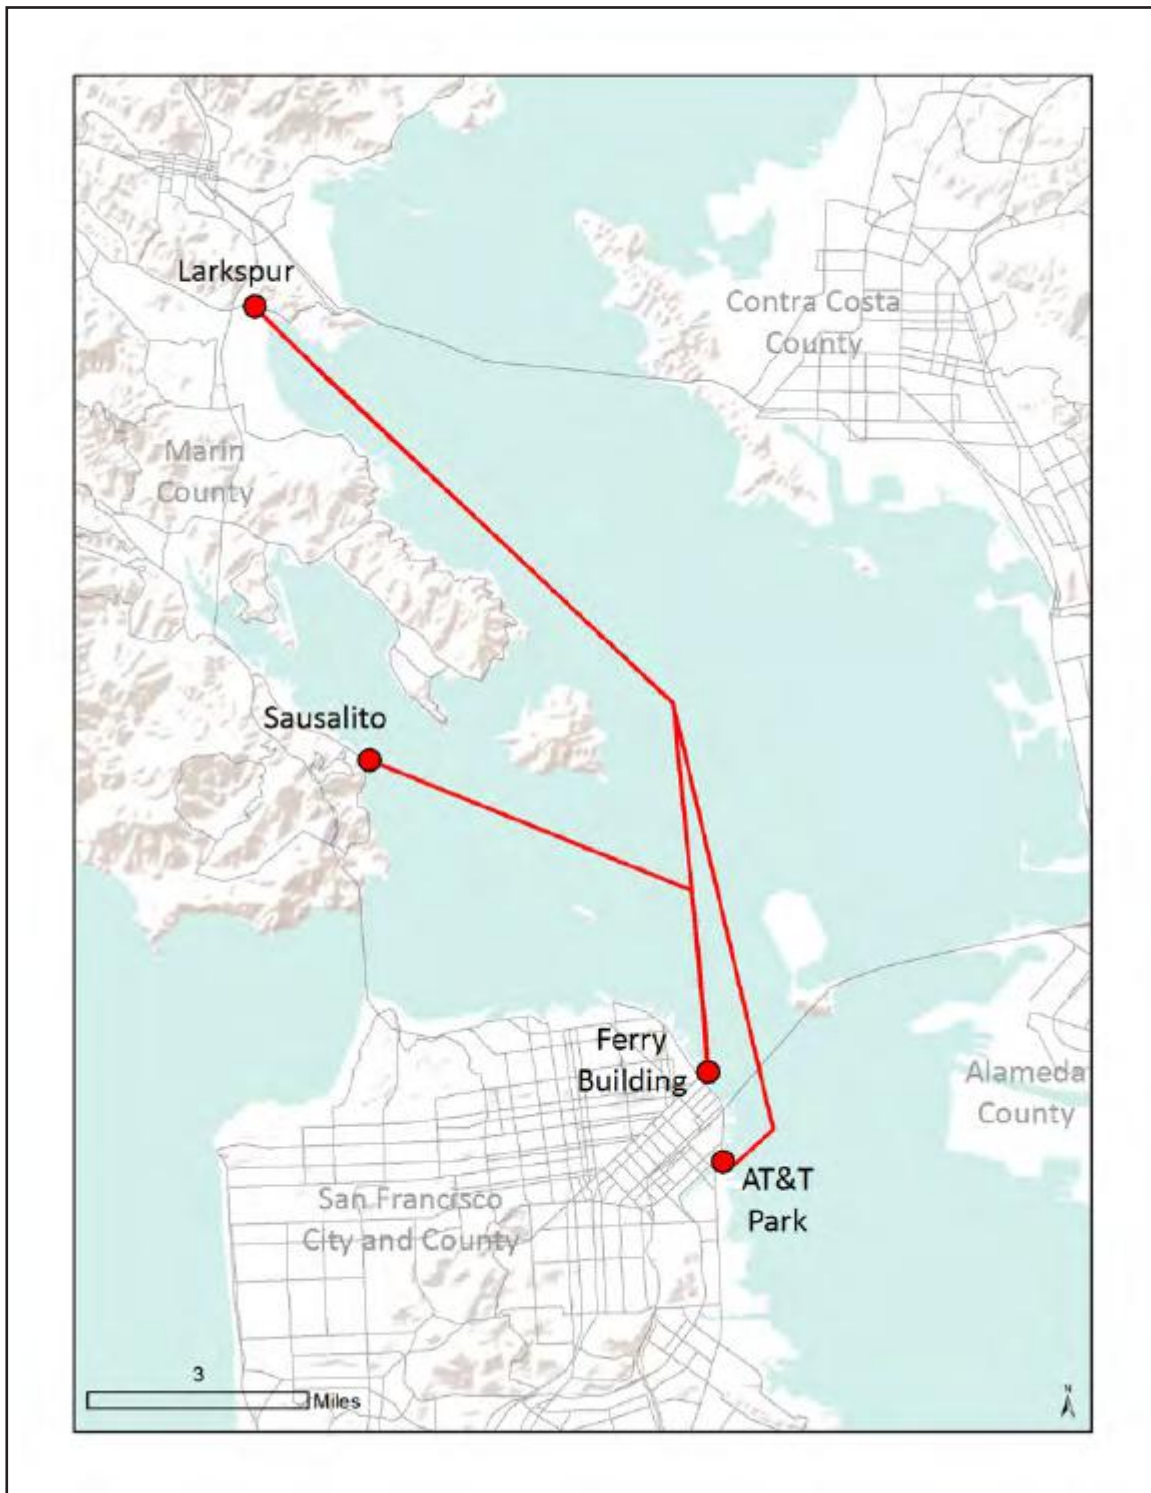 Larkspur
Contra Costa
County
Marin
County
Sausalito
Ferry
Building
Alameda
County
AT&T
Park
San Francisco
City and County
3
Miles
N